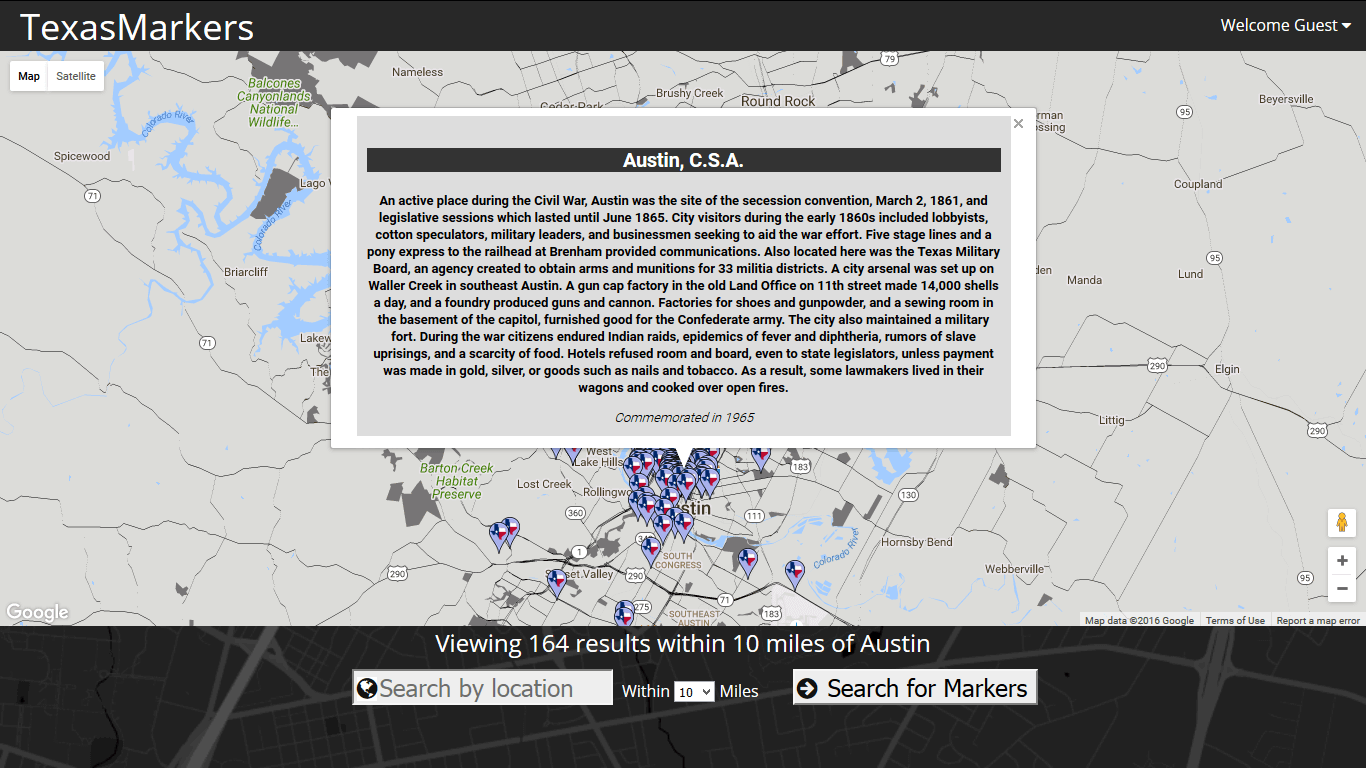 TexasMarkers
Welcome Guest
Map
Satellite
Nameless
79
Balcones
Canyonlands
National
Wildlife...
Brushy Creek
Round Rock
Cedar Park
Beyersville
95
Colorado River
Spicewood
Lago
71
Coupland
Colorado River
Austin, C.S.A.
An active place during the Civil War, Austin was the site of the secession convention, March 2, 1861, and
legislative sessions which lasted until June 1865. City visitors during the early 1860s included lobbyists,
cotton speculators, military leaders, and businessmen seeking to aid the war effort. Five stage lines and a
pony express to the railhead at Brenham provided communications. Also located here was the Texas Military
Board, an agency created to obtain arms and munitions for 33 militia districts. A city arsenal was set up on
Waller Creek in southeast Austin. A gun cap factory in the old Land Office on 11th street made 14,000 shells
a day, and a foundry produced guns and cannon. Factories for shoes and gunpowder, and a sewing room in
the basement of the capitol, furnished good for the Confederate army. The city also maintained a military
fort. During the war citizens endured Indian raids, epidemics of fever and diphtheria, rumors of slave
uprisings, and a scarcity of food. Hotels refused room and board, even to state legislators, unless payment
was made in gold, silver, or goods such as nails and tobacco. As a result, some lawmakers lived in their
wagons and cooked over open fires.
Commemorated in 1965
95
Briarcliff
Manda
Lund
71
The
290
Elgin
Littig
290
West
Lake Hills
183
Barton Creek
Habitat
Preserve
Lost Creek
130
360
111
1
SOUTH
CONGRESS
Colorado River
Hornsby Bend
Webberville
290
290
95
71
275
SOUTHEAST
AUSTIN
183
Google
Map data ©2016 Google
Terms of Use
Report a map error
Viewing 164 results within 10 miles of Austin
Search by location
Within
10
Miles
Search for Markers